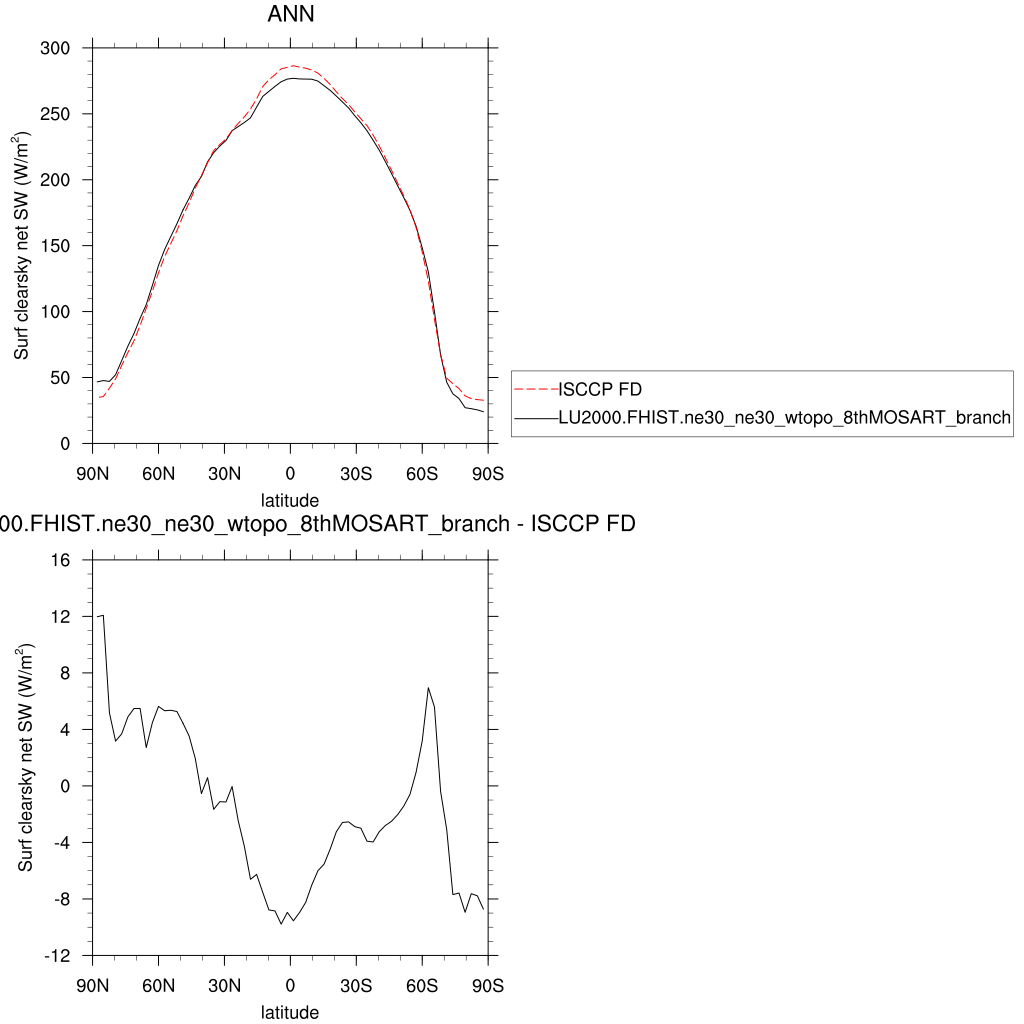 ANN
Surf clearsky net SW (W/m²)
300
250
200
150
100
50
0
90N 60N 30N 0 30S 60S 90S
latitude
ISCCP FD
LU2000.FHIST.ne30_ne30_wtopo_8thMOSART_branch
00.FHIST.ne30_ne30_wtopo_8thMOSART_branch - ISCCP FD
Surf clearsky net SW (W/m²)
16
12
8
4
0
-4
-8
-12
90N 60N 30N 0 30S 60S 90S
latitude